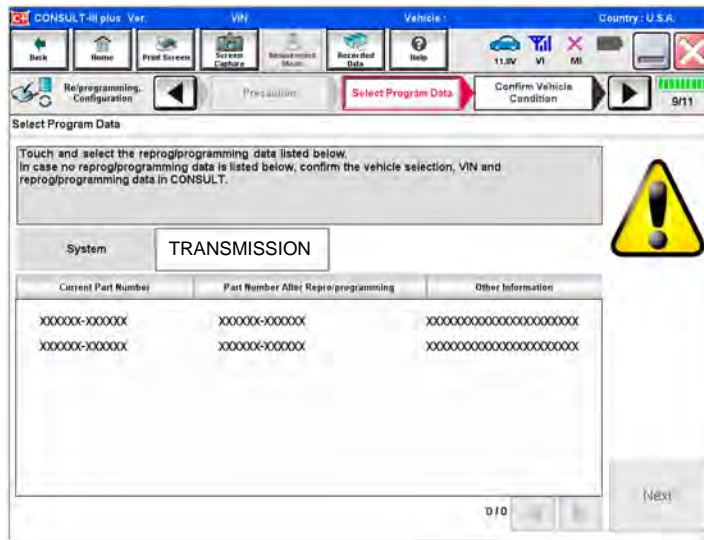 CONSULT-III plus Ver. VIN Vehicle : Country : U.S.A.
Back Home Print Screen Screen Capture Measurement Mode Recorded Data Help 11.8V VI MI
Re/programming, Configuration Precaution Select Program Data Confirm Vehicle Condition 9/11
Select Program Data
Touch and select the reprog/programming data listed below.
In case no reprog/programming data is listed below, confirm the vehicle selection, VIN and
reprog/programming data in CONSULT.
System TRANSMISSION
Current Part Number Part Number After Repro/programming Other Information
XXXXXX-XXXXXX XXXXXX-XXXXXX XXXXXXXXXXXXXXXXXXXXXX
XXXXXX-XXXXXX XXXXXX-XXXXXX XXXXXXXXXXXXXXXXXXXXXX
0/0 Next